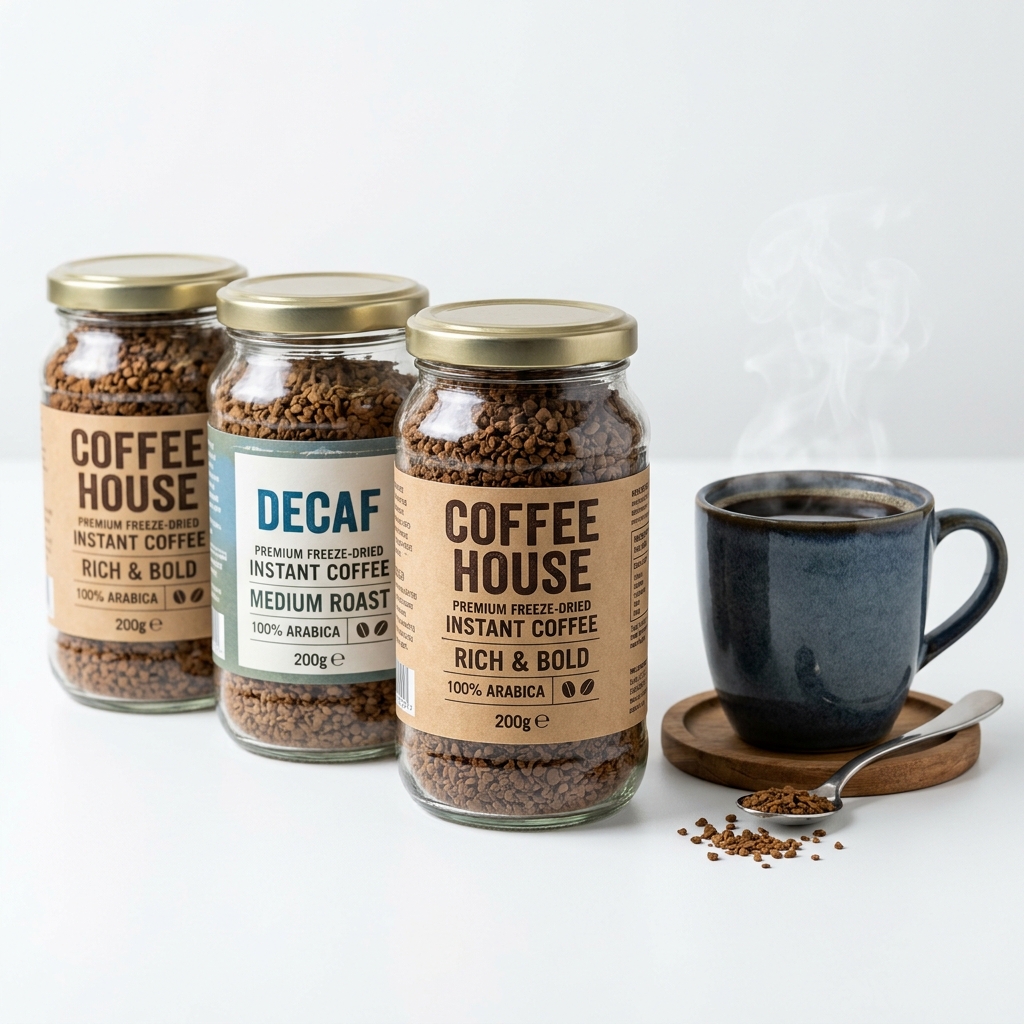 COFFEE
HOUSE
PREMIUM FREEZE-DRIED
INSTANT COFFEE
RICH & BOLD
100% ARABICA
200g ℮
DECAF
PREMIUM FREEZE-DRIED
INSTANT COFFEE
MEDIUM ROAST
100% ARABICA
200g ℮
COFFEE
HOUSE
PREMIUM FREEZE-DRIED
INSTANT COFFEE
RICH & BOLD
100% ARABICA
200g ℮